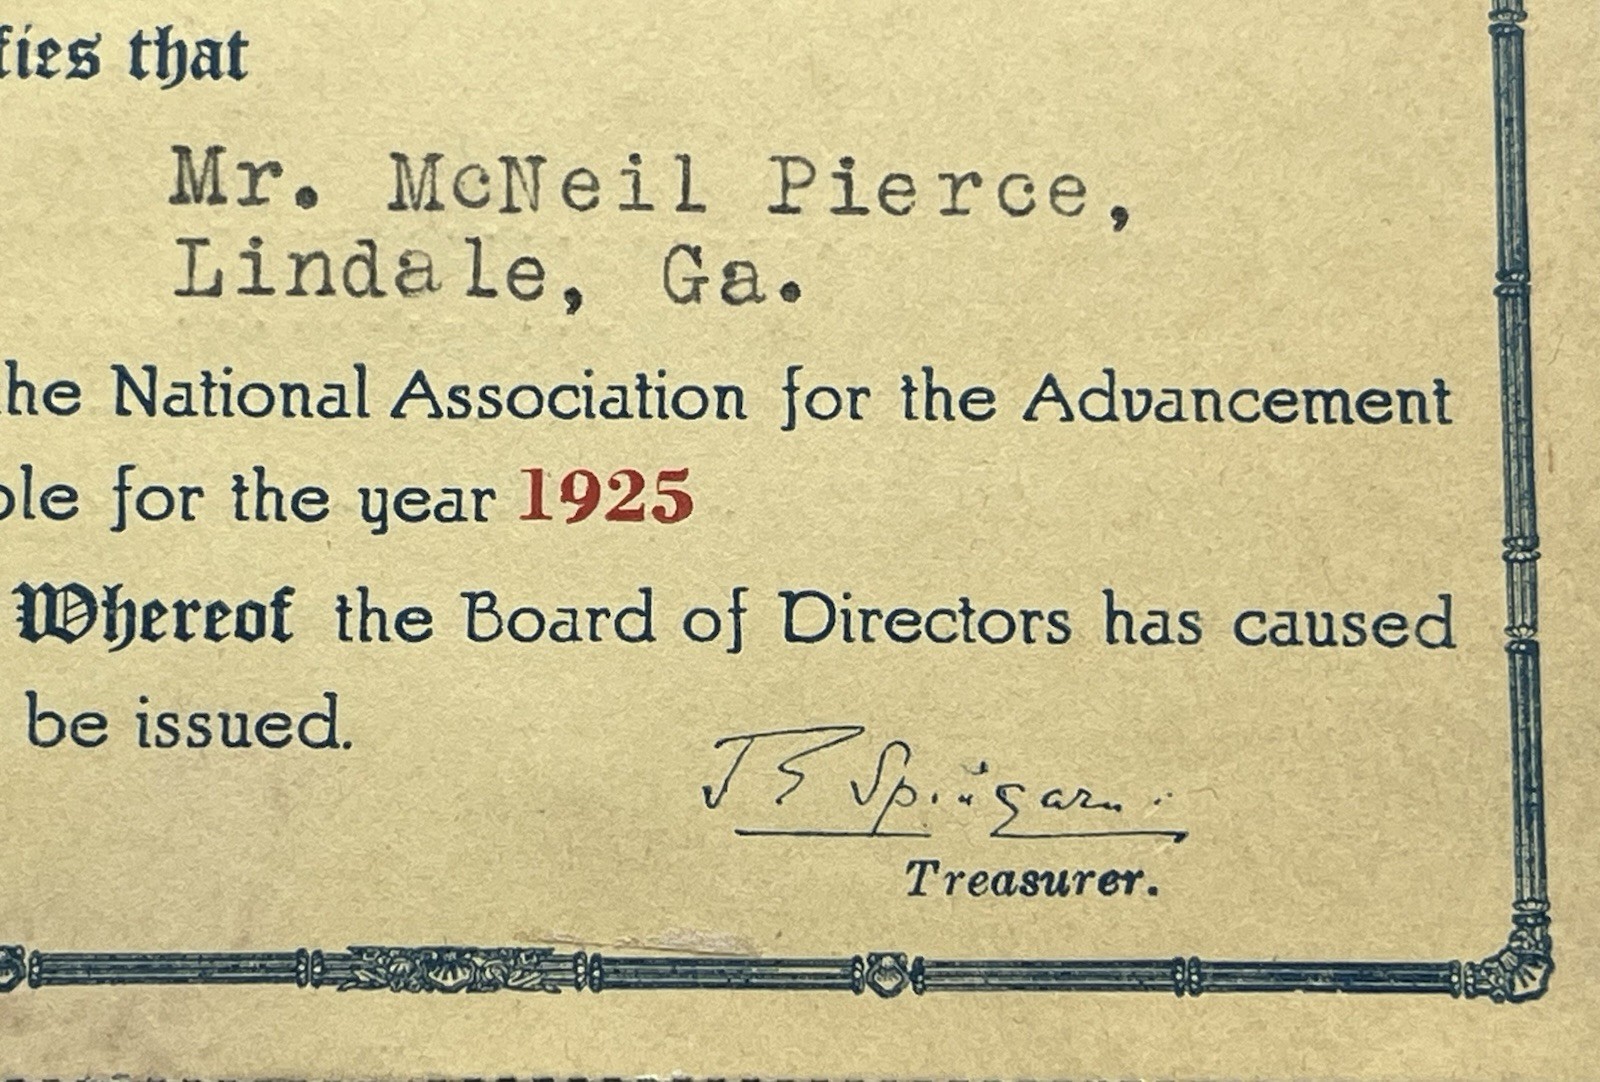 fies that
Mr. McNeil Pierce,
Lindale, Ga.
he National Association for the Advancement
ple for the year 1925
Whereof the Board of Directors has caused
be issued.
J E Spingarn
Treasurer.